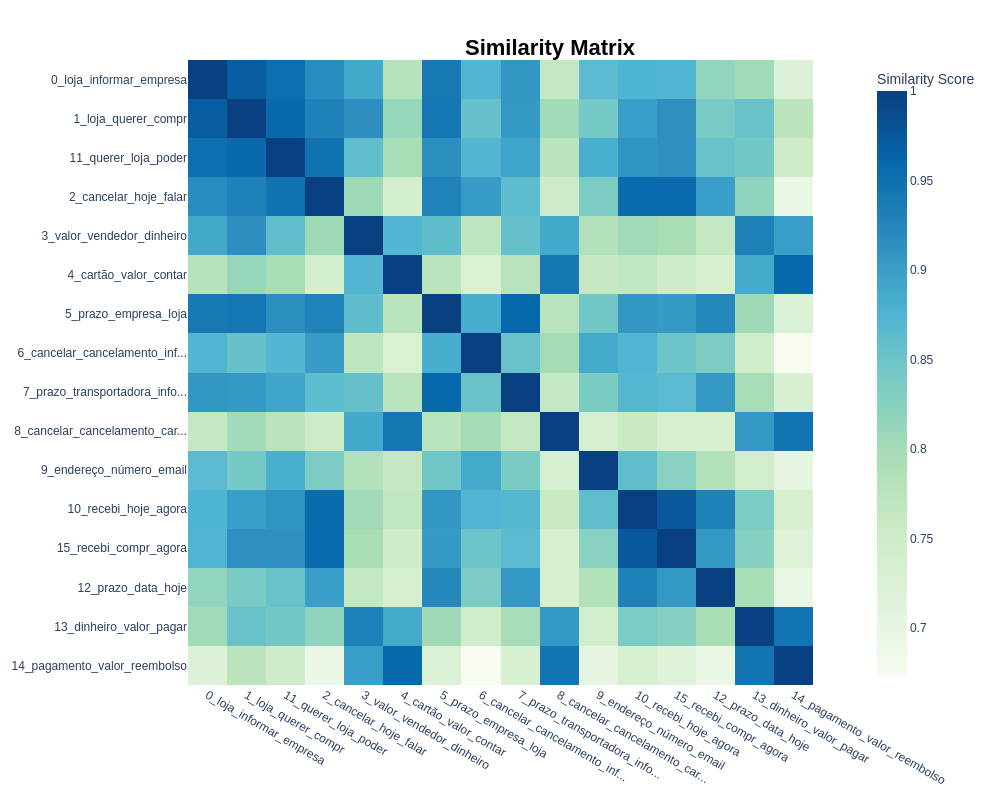 Similarity Matrix
Similarity Score
0_loja_informar_empresa
1_loja_querer_compr
11_querer_loja_poder
2_cancelar_hoje_falar
3_valor_vendedor_dinheiro
4_cartão_valor_contar
5_prazo_empresa_loja
6_cancelar_cancelamento_inf...
7_prazo_transportadora_info...
8_cancelar_cancelamento_car...
9_endereço_número_email
10_recebi_hoje_agora
15_recebi_compr_agora
12_prazo_data_hoje
13_dinheiro_valor_pagar
14_pagamento_valor_reembolso
1
0.95
0.9
0.85
0.8
0.75
0.7
0_loja_informar_empresa
1_loja_querer_compr
11_querer_loja_poder
2_cancelar_hoje_falar
3_valor_vendedor_dinheiro
4_cartão_valor_contar
5_prazo_empresa_loja
6_cancelar_cancelamento_inf...
7_prazo_transportadora_info...
8_cancelar_cancelamento_car...
9_endereço_número_email
10_recebi_hoje_agora
15_recebi_compr_agora
12_prazo_data_hoje
13_dinheiro_valor_pagar
14_pagamento_valor_reembolso